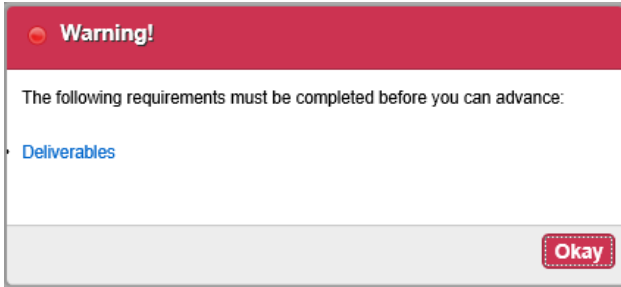 Warning!
The following requirements must be completed before you can advance:
Deliverables
Okay